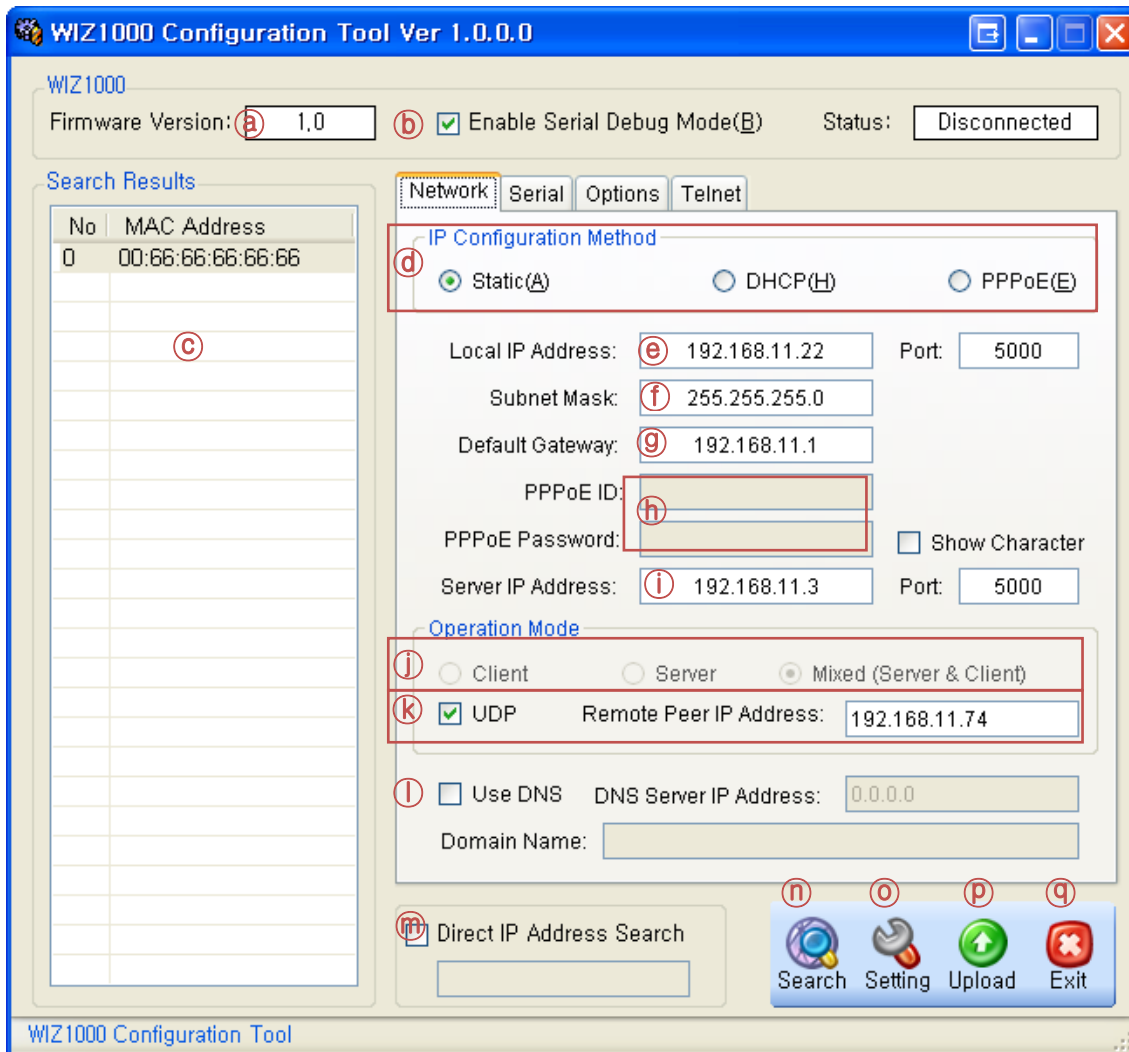 WIZ1000 Configuration Tool Ver 1.0.0.0
WIZ1000
Firmware Version: ⓐ 1.0 ⓑ Enable Serial Debug Mode(B) Status: Disconnected
Search Results
No MAC Address
0 00:66:66:66:66:66
ⓒ
Network Serial Options Telnet
IP Configuration Method
ⓓ Static(A) DHCP(H) PPPoE(E)
Local IP Address: ⓔ 192.168.11.22 Port: 5000
Subnet Mask: ⓕ 255.255.255.0
Default Gateway: ⓖ 192.168.11.1
PPPoE ID:
ⓗ
PPPoE Password: Show Character
Server IP Address: ⓘ 192.168.11.3 Port: 5000
Operation Mode
ⓙ Client Server Mixed (Server & Client)
ⓚ UDP Remote Peer IP Address: 192.168.11.74
ⓛ Use DNS DNS Server IP Address: 0.0.0.0
Domain Name:
ⓜ Direct IP Address Search
ⓝ ⓞ ⓟ ⓠ
Search Setting Upload Exit
WIZ1000 Configuration Tool